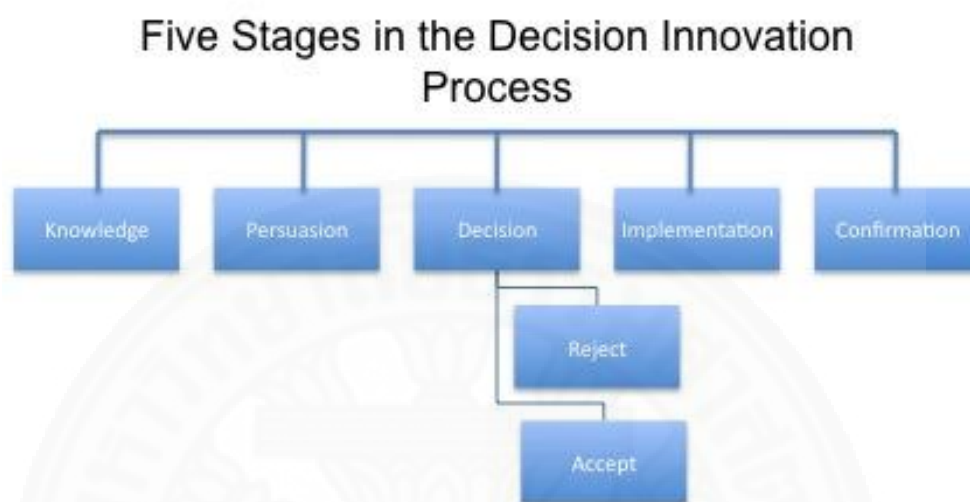 Five Stages in the Decision Innovation
Process
Knowledge
Persuasion
Decision
Implementation
Confirmation
Reject
Accept